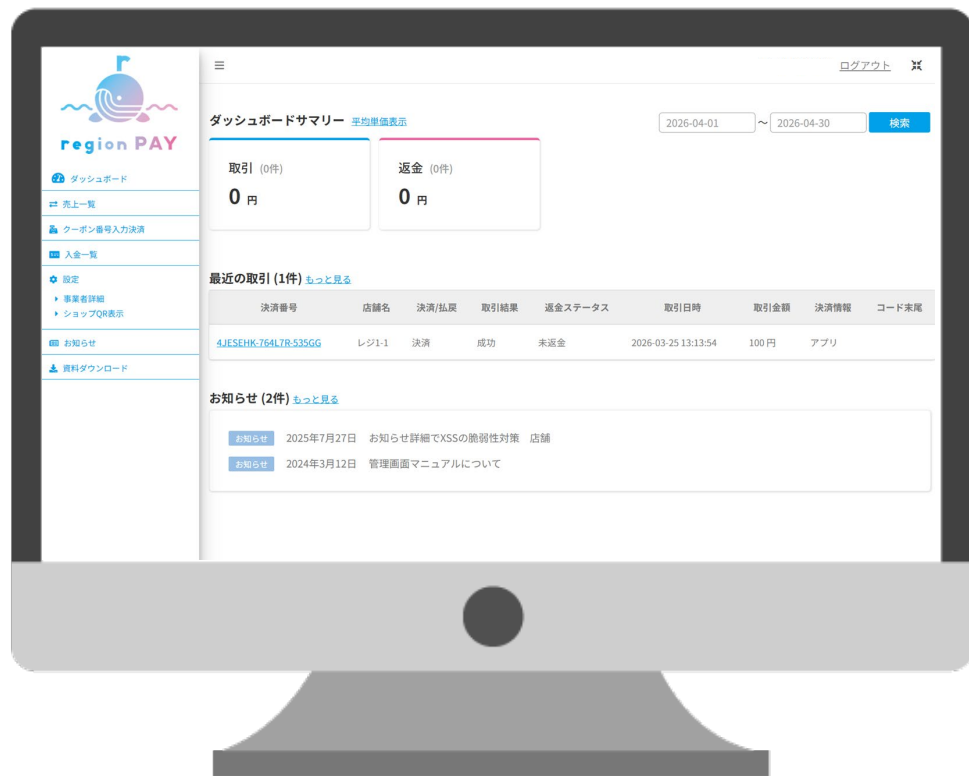 r
region PAY
ダッシュボード
売上一覧
クーポン番号入力決済
入金一覧
設定
事業者詳細
ショップQR表示
お知らせ
資料ダウンロード
ログアウト
ダッシュボードサマリー 平均単価表示
2026-04-01 ～ 2026-04-30 検索
取引 (0件)
0 円
返金 (0件)
0 円
最近の取引 (1件) もっと見る
決済番号 店舗名 決済/払戻 取引結果 返金ステータス 取引日時 取引金額 決済情報 コード末尾
4JESEHK-764L7R-535GG レジ1-1 決済 成功 未返金 2026-03-25 13:13:54 100 円 アプリ
お知らせ (2件) もっと見る
お知らせ 2025年7月27日 お知らせ詳細でXSSの脆弱性対策 店舗
お知らせ 2024年3月12日 管理画面マニュアルについて